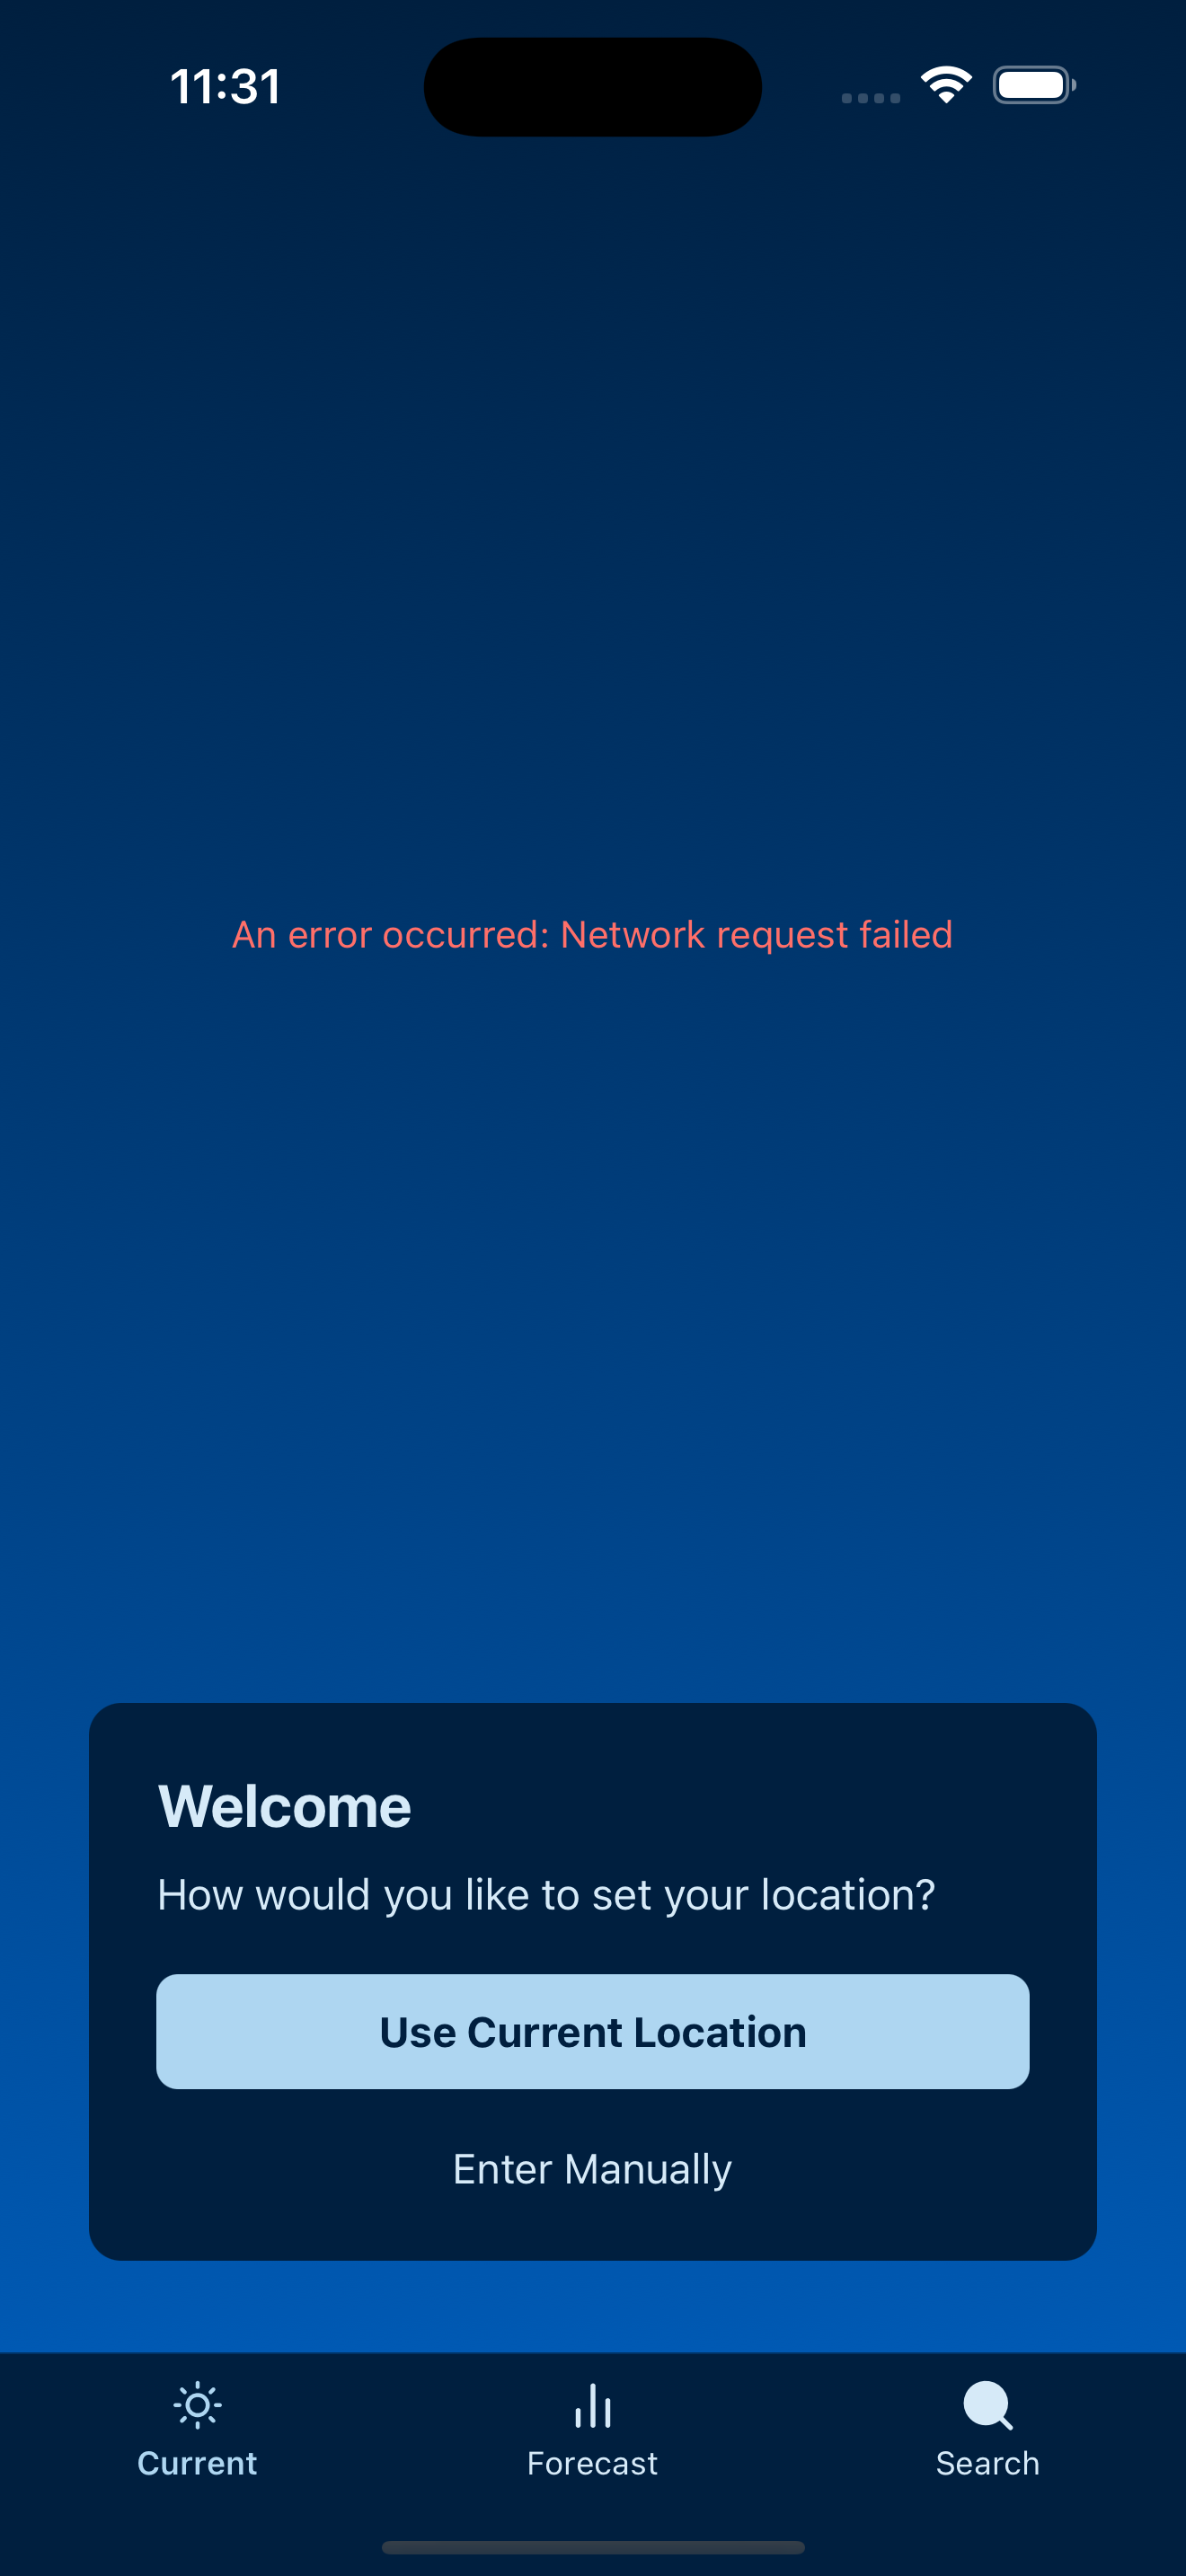 11:31
An error occurred: Network request failed
Welcome
How would you like to set your location?
Use Current Location
Enter Manually
Current
Forecast
Search